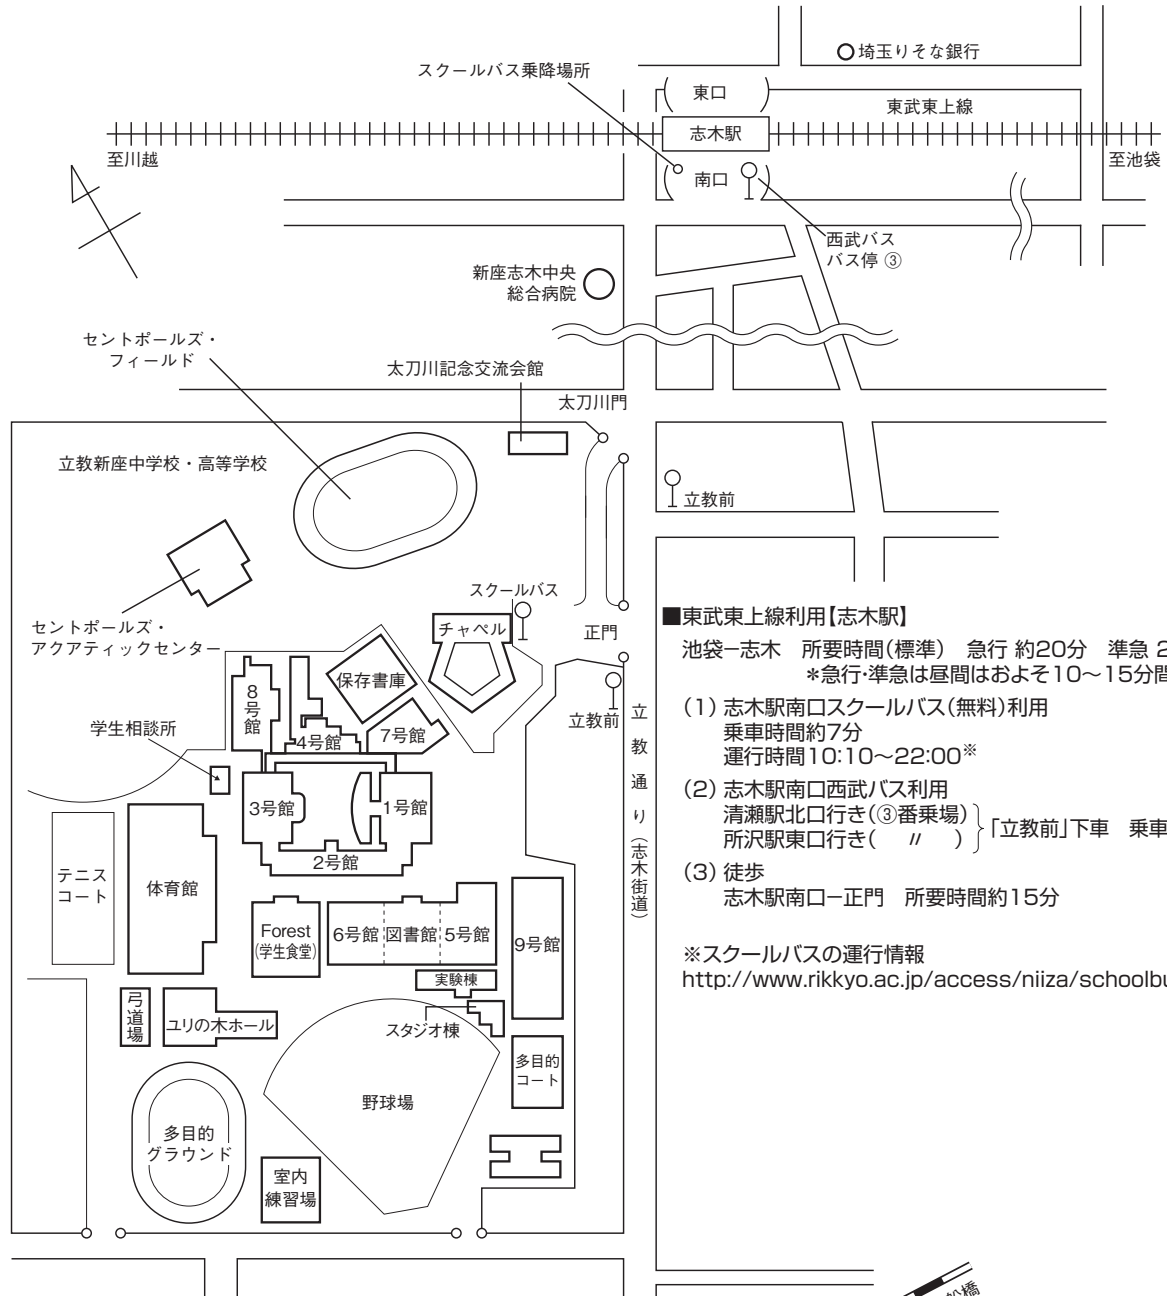 埼玉りそな銀行
スクールバス乗降場所
東口
東武東上線
志木駅
至川越
至池袋
南口
西武バス
バス停 ③
新座志木中央
総合病院
セントポールズ・
フィールド
太刀川記念交流会館
太刀川門
立教新座中学校・高等学校
立教前
スクールバス
チャペル
正門
セントポールズ・
アクアティックセンター
保存書庫
8号館
立教前
学生相談所
4号館
7号館
立教通り(志木街道)
3号館
1号館
2号館
テニス
コート
体育館
Forest
(学生食堂)
6号館
図書館
5号館
9号館
実験棟
弓道場
ユリの木ホール
スタジオ棟
多目的
コート
野球場
多目的
グラウンド
室内
練習場
■東武東上線利用【志木駅】
池袋−志木 所要時間(標準) 急行 約20分 準急 2
*急行・準急は昼間はおよそ10〜15分間
(1) 志木駅南口スクールバス(無料)利用
乗車時間約7分
運行時間10:10〜22:00※
(2) 志木駅南口西武バス利用
清瀬駅北口行き(③番乗場)
所沢駅東口行き( 〃 )
「立教前」下車 乗車
(3) 徒歩
志木駅南口−正門 所要時間約15分
※スクールバスの運行情報
http://www.rikkyo.ac.jp/access/niiza/schoolbu